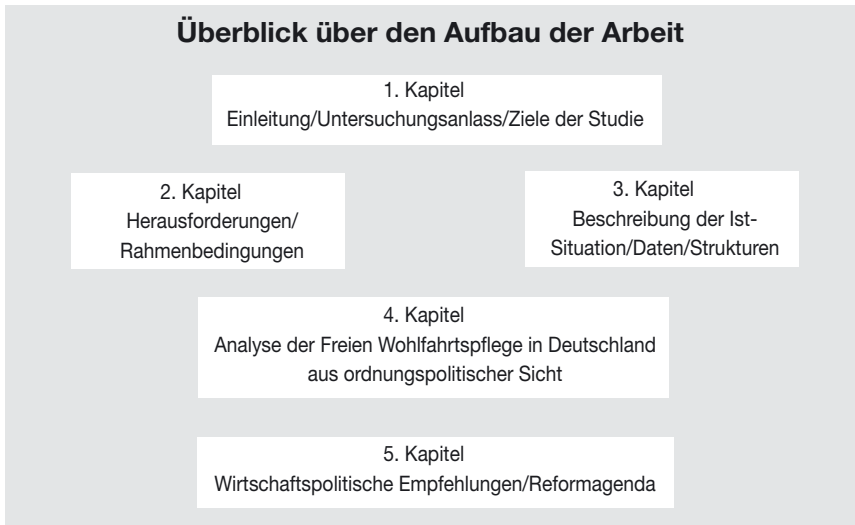 Überblick über den Aufbau der Arbeit
1. Kapitel
Einleitung/Untersuchungsanlass/Ziele der Studie
2. Kapitel
Herausforderungen/
Rahmenbedingungen
3. Kapitel
Beschreibung der Ist-
Situation/Daten/Strukturen
4. Kapitel
Analyse der Freien Wohlfahrtspflege in Deutschland
aus ordnungspolitischer Sicht
5. Kapitel
Wirtschaftspolitische Empfehlungen/Reformagenda